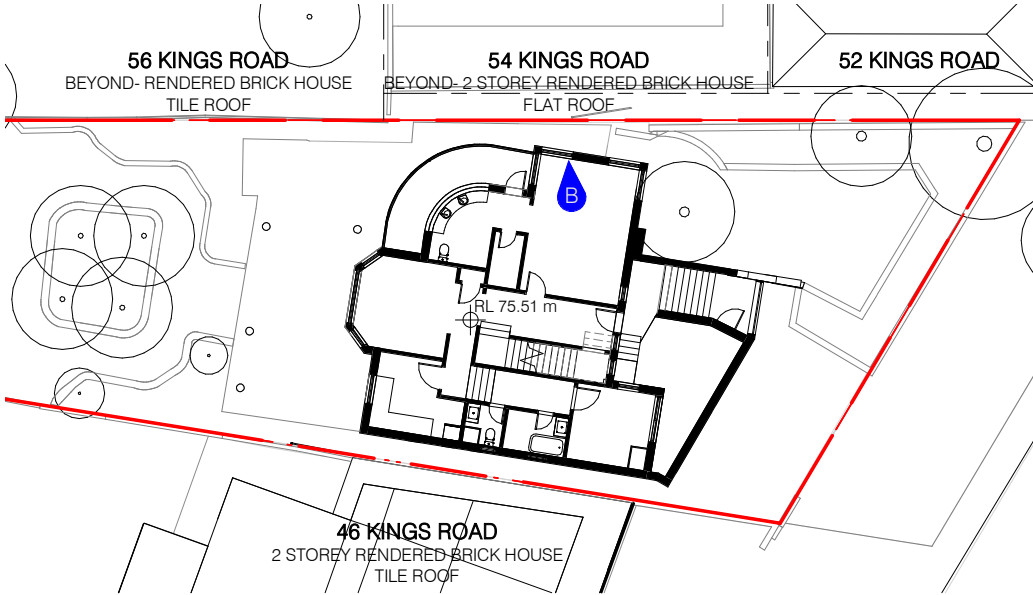 56 KINGS ROAD
BEYOND- RENDERED BRICK HOUSE
TILE ROOF
54 KINGS ROAD
BEYOND- 2 STOREY RENDERED BRICK HOUSE
FLAT ROOF
52 KINGS ROAD
B
RL 75.51 m
46 KINGS ROAD
2 STOREY RENDERED BRICK HOUSE
TILE ROOF